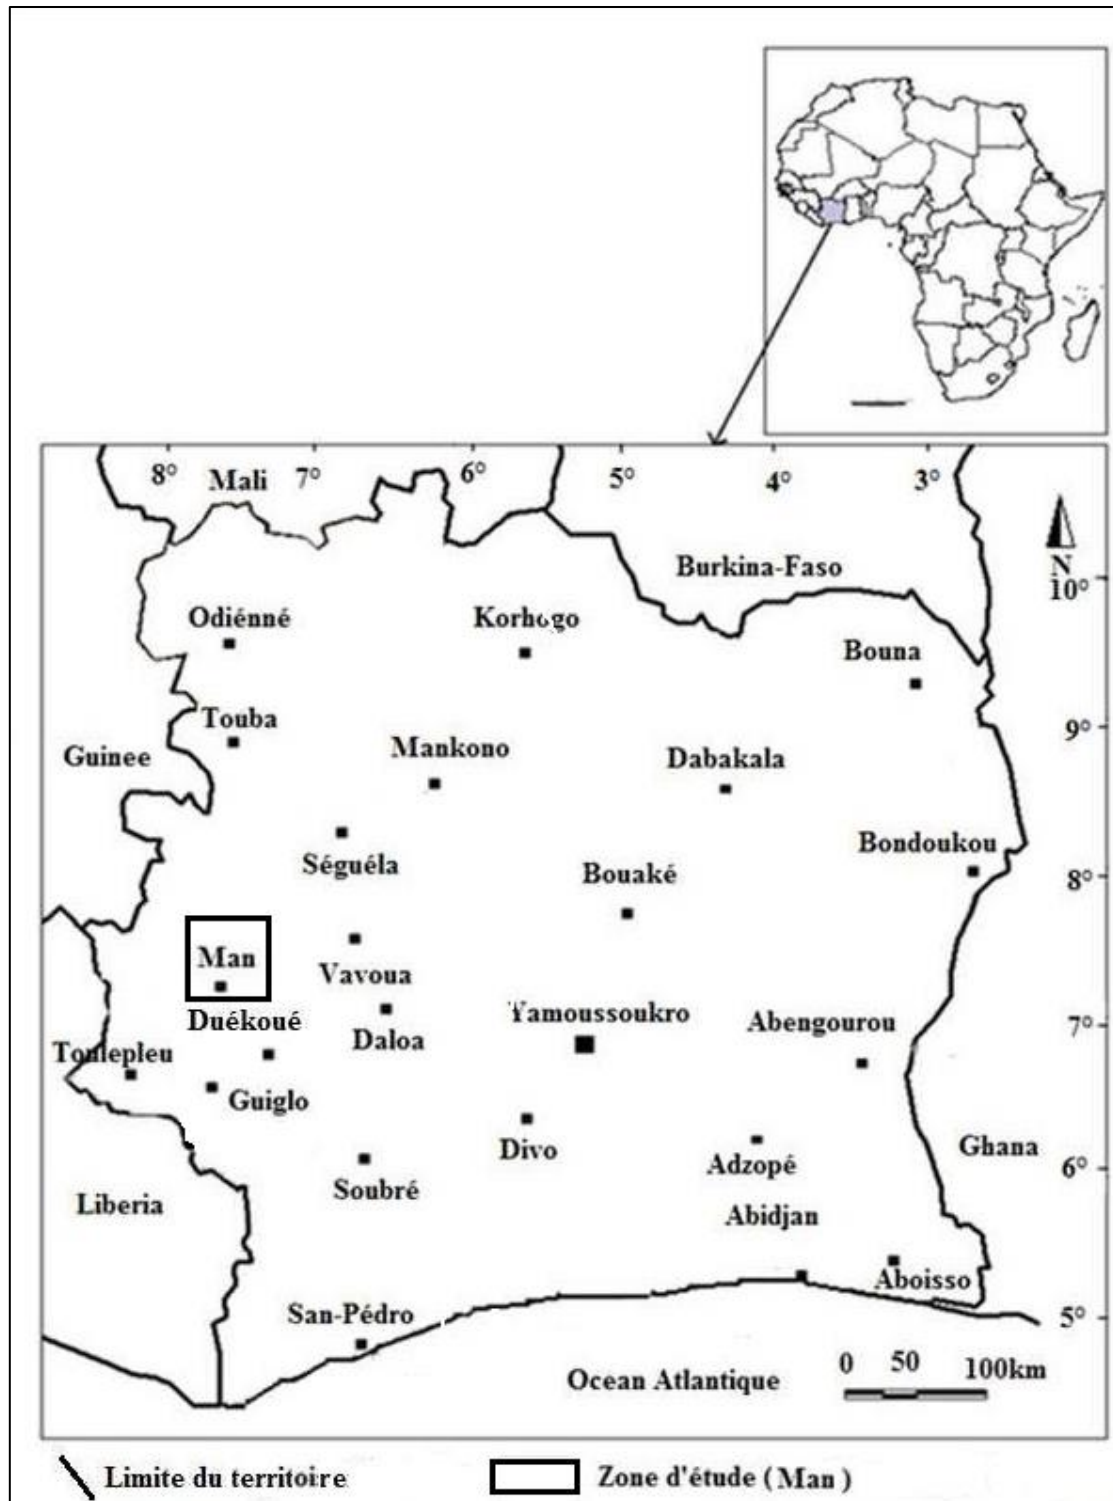 8° 7° 6° 5° 4° 3°
Mali
N
Burkina-Faso
10°
Odiénné
Korhogo
Bouna
Touba
9°
Guinee
Mankono
Dabakala
Séguéla
Bondoukou
Bouaké
8°
Man
Vavoua
Yamoussoukro
Duékoué
Abengourou
7°
Daloa
Toulepleu
Guiglo
Divo
Ghana
Adzopé
6°
Soubré
Liberia
Abidjan
Aboisso
San-Pédro
5°
Ocean Atlantique
0 50 100km
Limite du territoire
Zone d'étude ( Man )